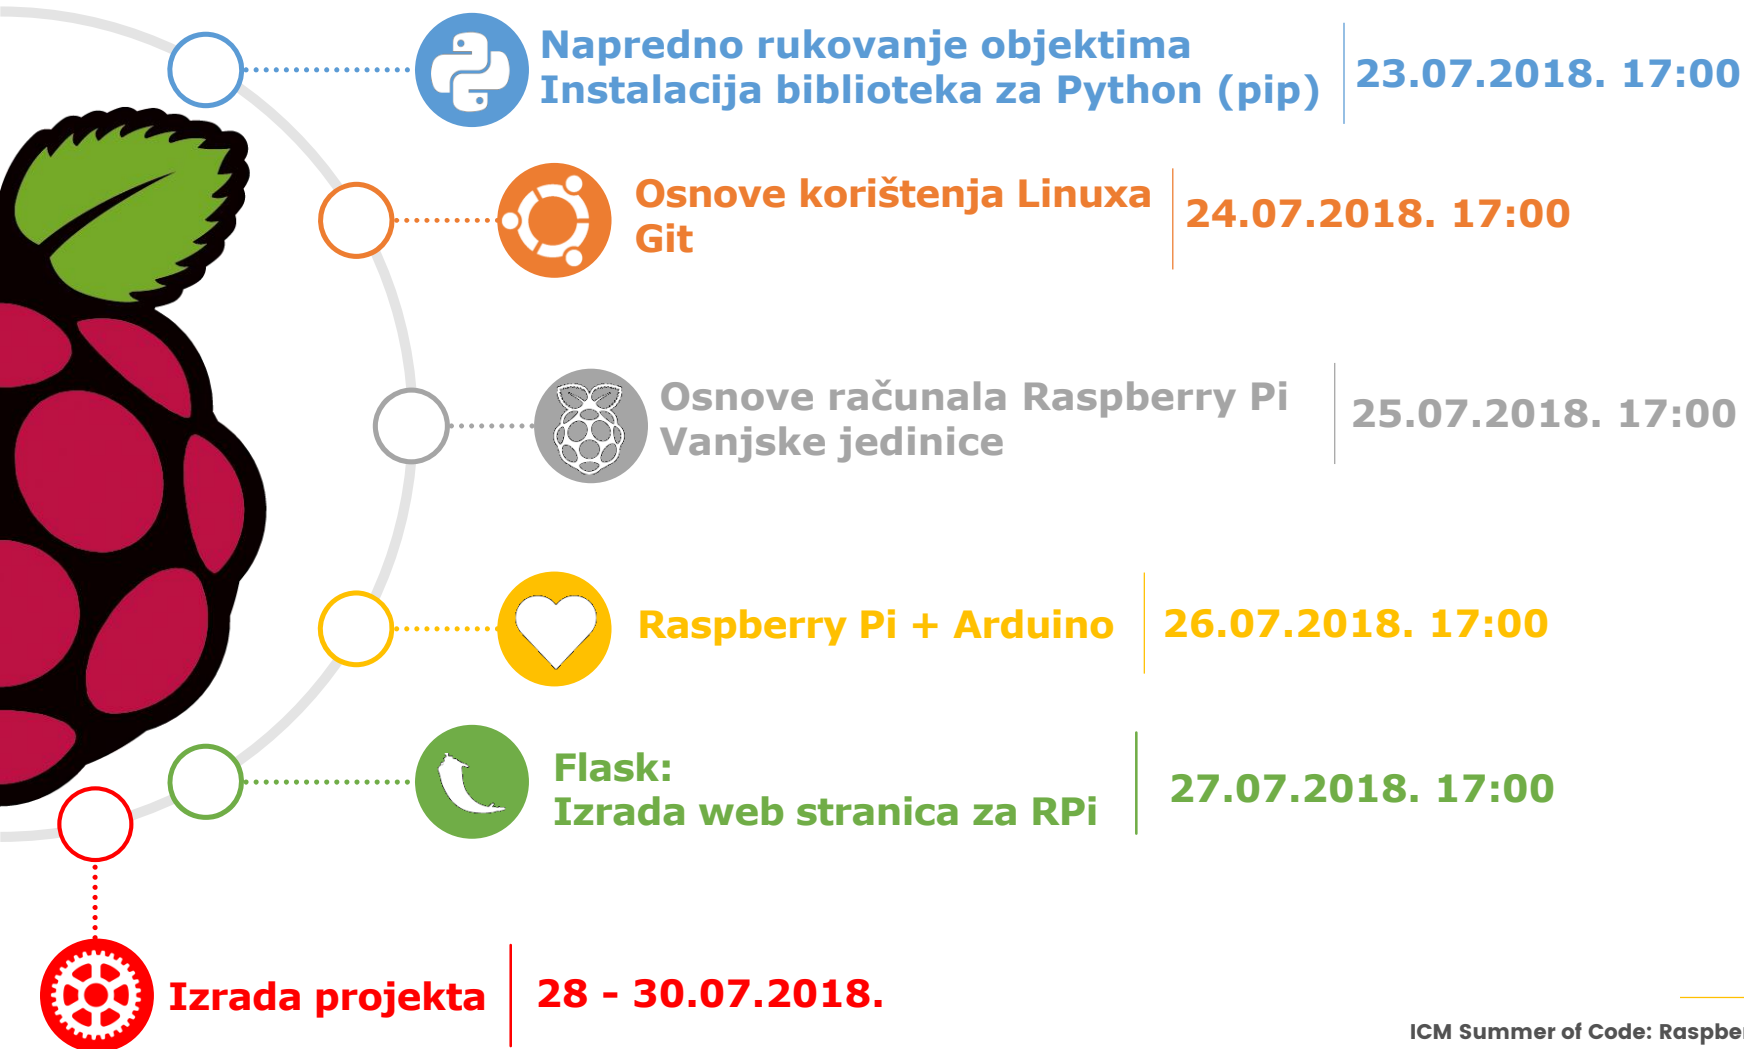 Napredno rukovanje objektima
Instalacija biblioteka za Python (pip)
23.07.2018. 17:00
Osnove korištenja Linuxa
Git
24.07.2018. 17:00
Osnove računala Raspberry Pi
Vanjske jedinice
25.07.2018. 17:00
Raspberry Pi + Arduino
26.07.2018. 17:00
Flask:
Izrada web stranica za RPi
27.07.2018. 17:00
Izrada projekta
28 - 30.07.2018.
ICM Summer of Code: